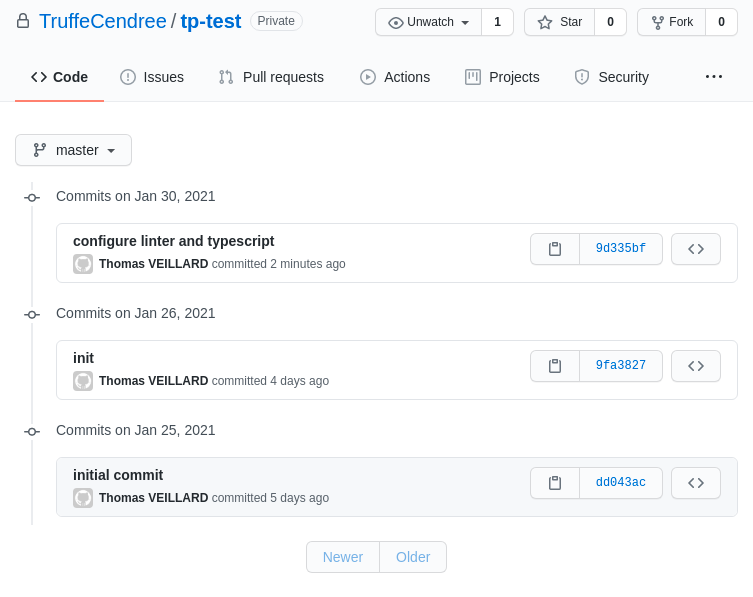 TruffeCendree / tp-test Private
Unwatch 1 Star 0 Fork 0
Code Issues Pull requests Actions Projects Security
master
Commits on Jan 30, 2021
configure linter and typescript
Thomas VEILLARD committed 2 minutes ago
9d335bf
Commits on Jan 26, 2021
init
Thomas VEILLARD committed 4 days ago
9fa3827
Commits on Jan 25, 2021
initial commit
Thomas VEILLARD committed 5 days ago
dd043ac
Newer Older